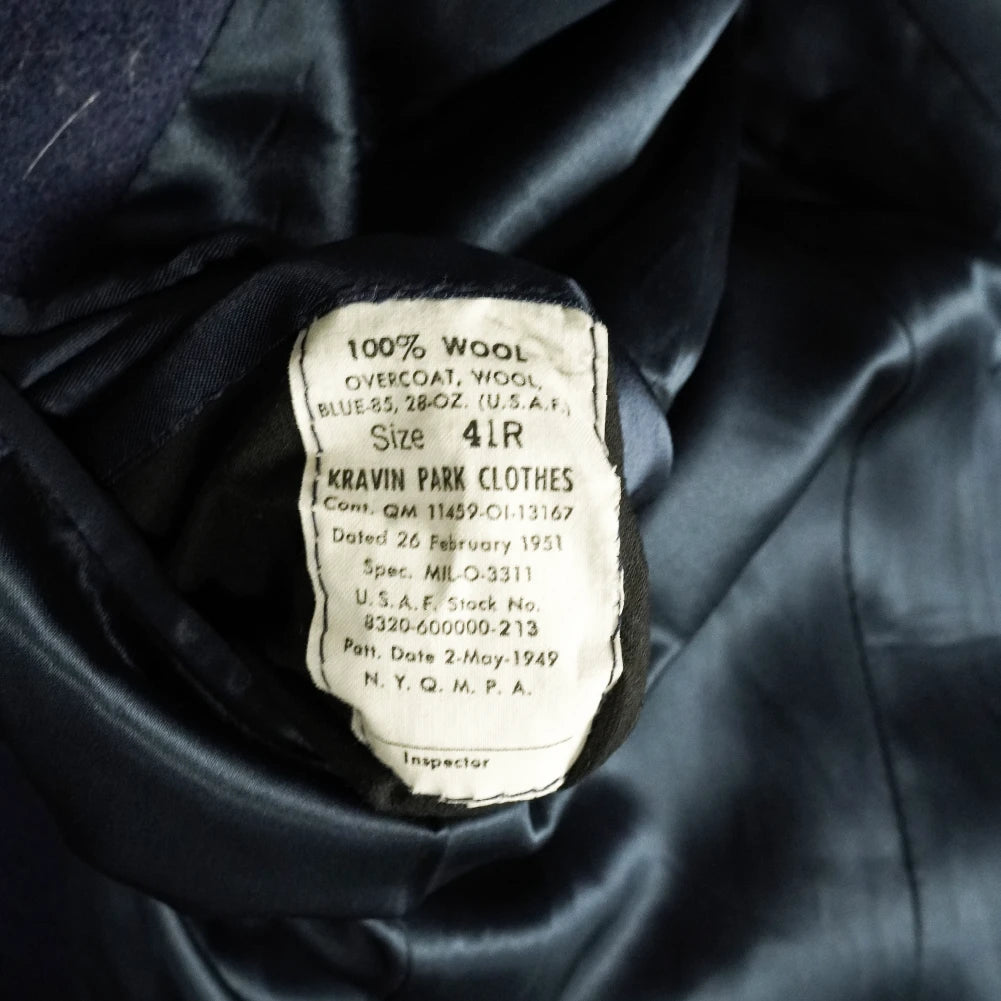 100% WOOL
OVERCOAT, WOOL,
BLUE-85, 28-OZ. (U.S.A.F.)
Size 41R
KRAVIN PARK CLOTHES
Cont. QM 11459-OI-13167
Dated 26 February 1951
Spec. MIL-O-3311
U.S.A.F. Stock No.
8320-600000-213
Patt. Date 2-May-1949
N. Y. Q. M. P. A.
Inspector